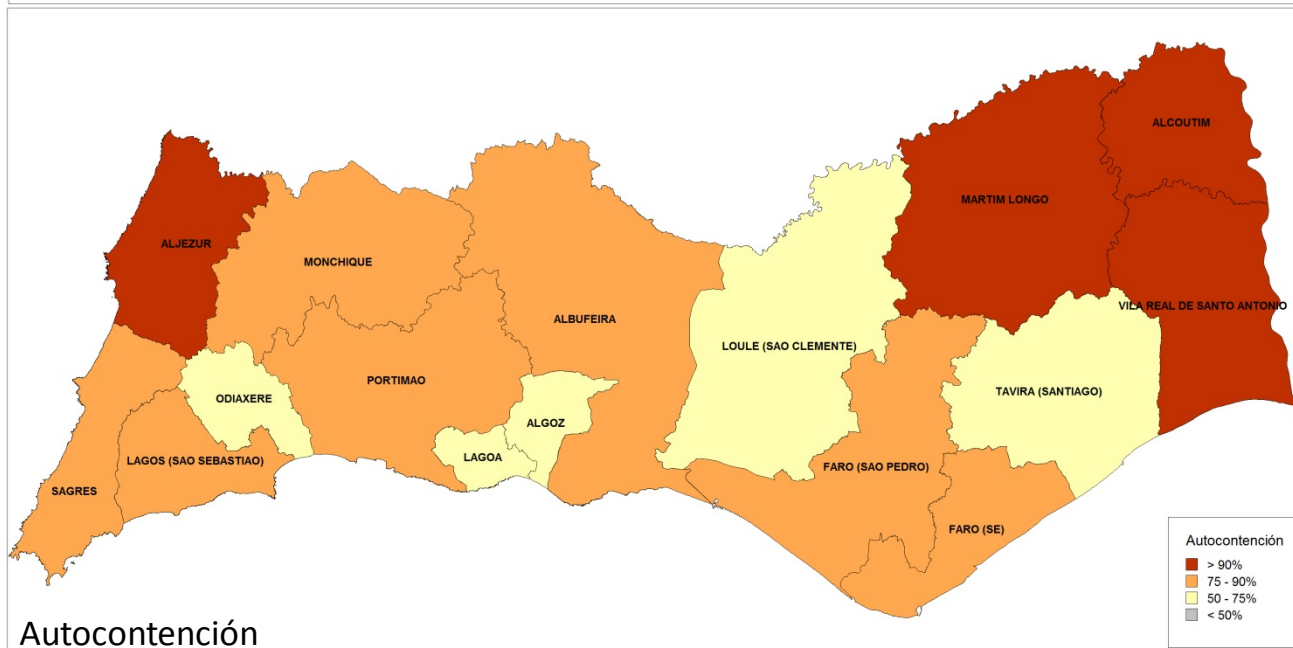 ALCOUTIM
MARTIM LONGO
ALJEZUR
MONCHIQUE
VILA REAL DE SANTO ANTONIO
ALBUFEIRA
LOULE (SAO CLEMENTE)
PORTIMAO
TAVIRA (SANTIAGO)
ODIAXERE
ALGOZ
LAGOA
LAGOS (SAO SEBASTIAO)
FARO (SAO PEDRO)
SAGRES
FARO (SE)
Autocontención
> 90%
75 - 90%
50 - 75%
< 50%
Autocontención